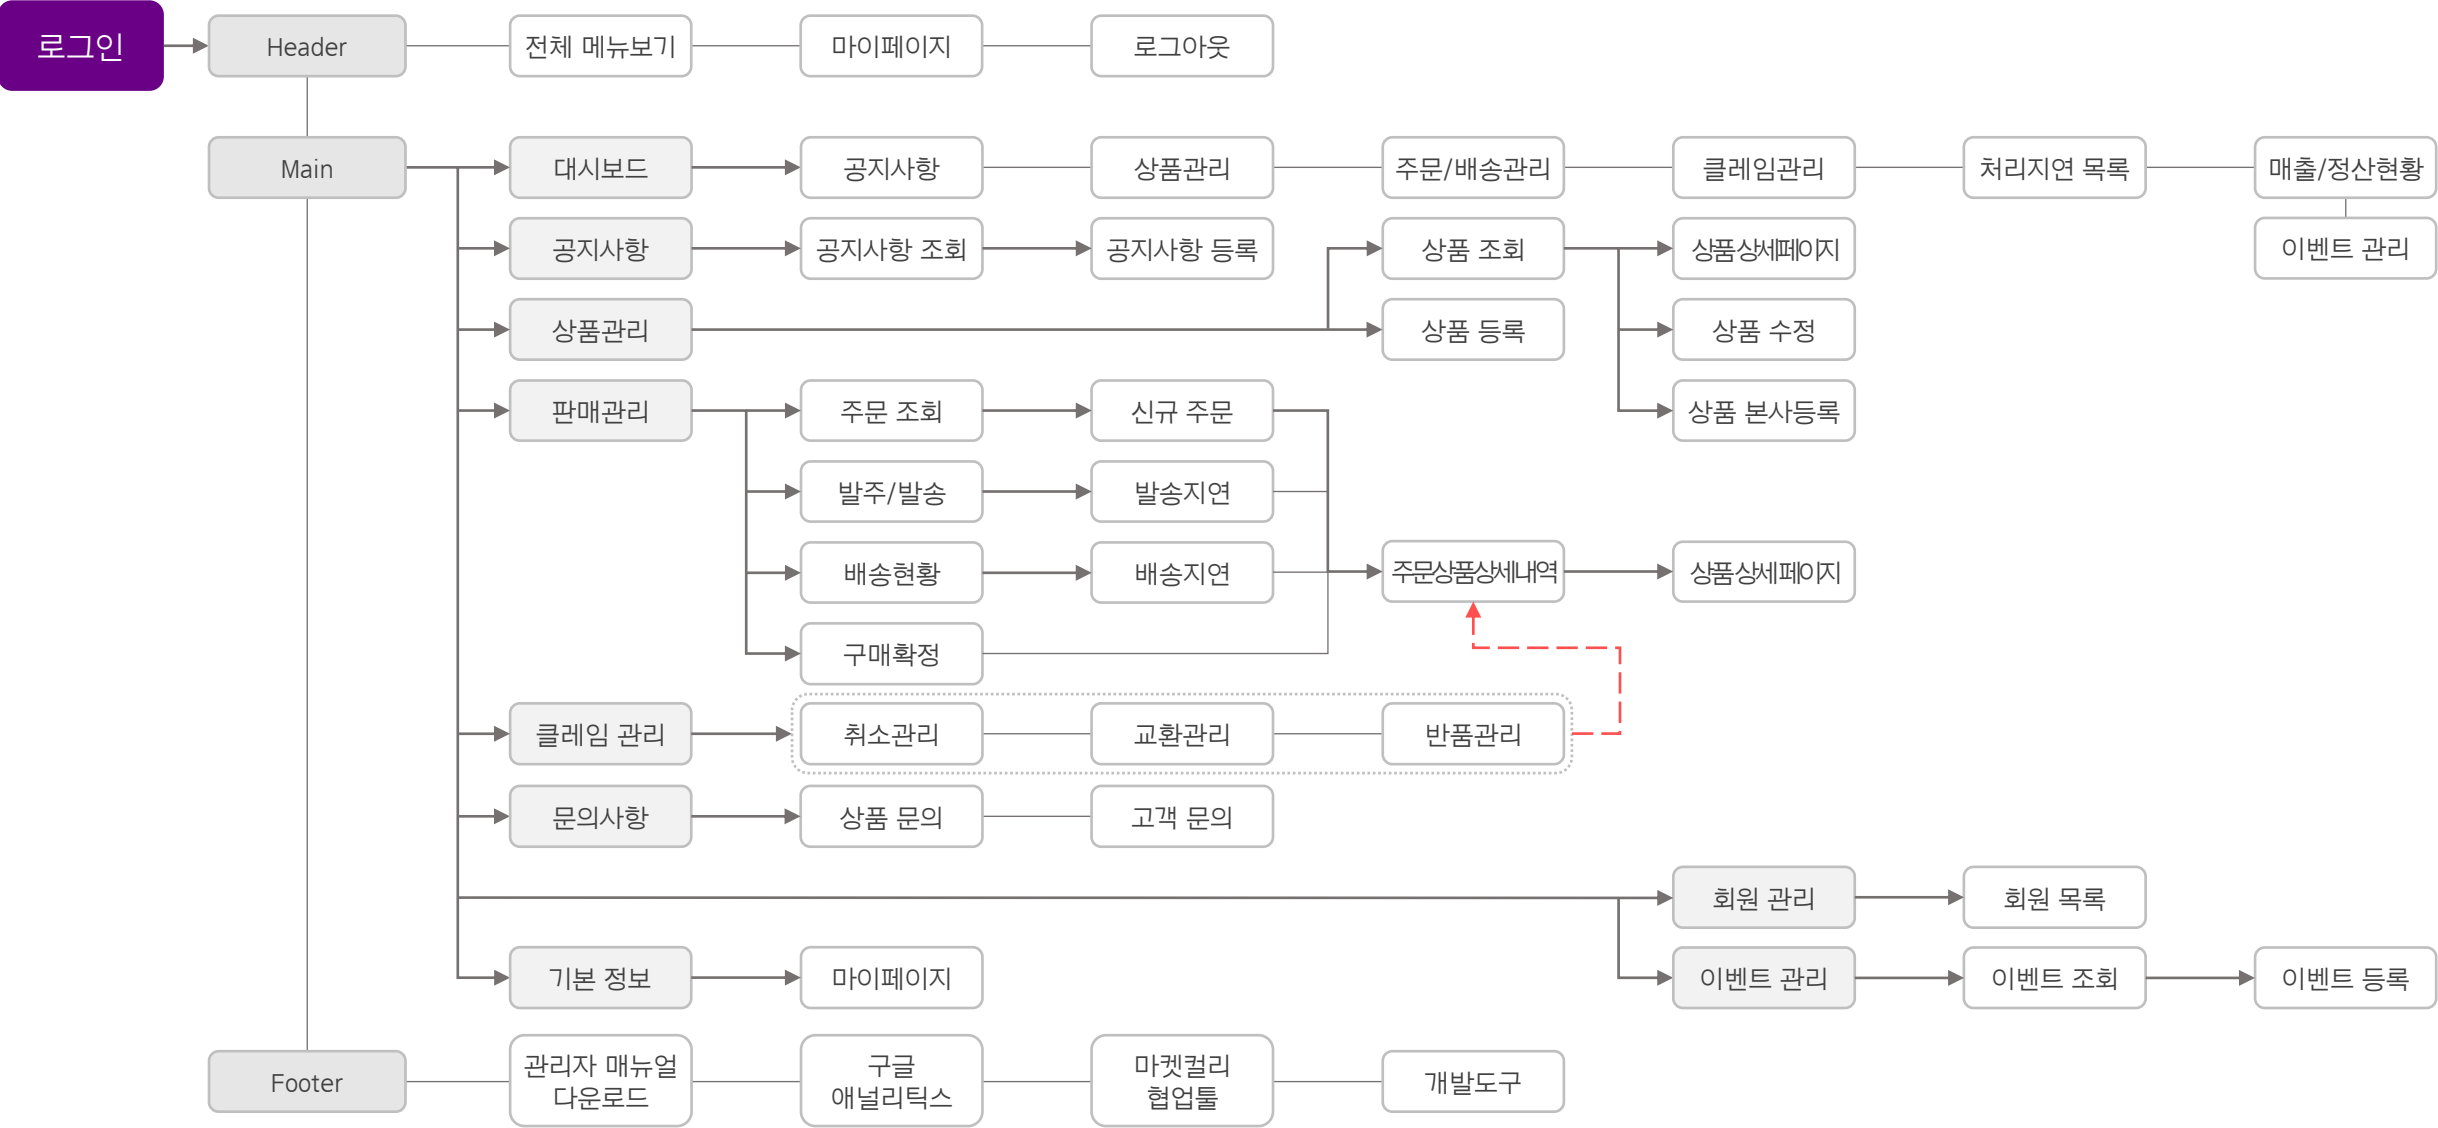 로그인
Header
전체 메뉴보기
마이페이지
로그아웃
Main
대시보드
공지사항
상품관리
주문/배송관리
클레임관리
처리지연 목록
매출/정산현황
공지사항
공지사항 조회
공지사항 등록
상품 조회
상품상세페이지
이벤트 관리
상품관리
상품 등록
상품 수정
판매관리
주문 조회
신규 주문
상품 본사등록
발주/발송
발송지연
배송현황
배송지연
주문상품상세내역
상품상세페이지
구매확정
클레임 관리
취소관리
교환관리
반품관리
문의사항
상품 문의
고객 문의
회원 관리
회원 목록
기본 정보
마이페이지
이벤트 관리
이벤트 조회
이벤트 등록
Footer
관리자 매뉴얼
다운로드
구글
애널리틱스
마켓컬리
협업툴
개발도구